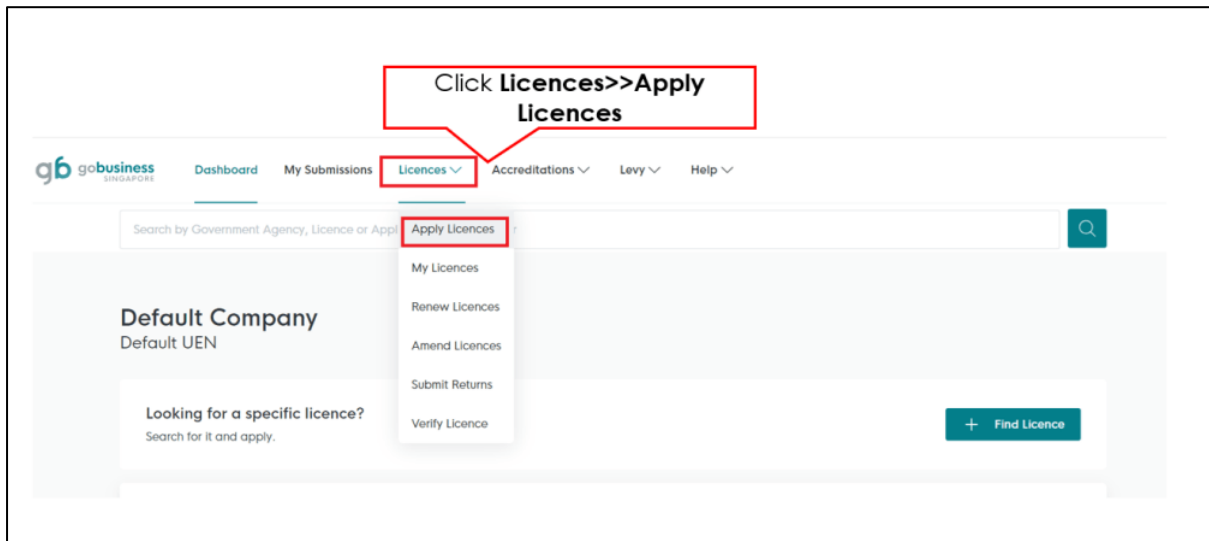 Click Licences>>Apply
Licences
gb gobusiness
SINGAPORE
Dashboard My Submissions Licences Accreditations Levy Help
Search by Government Agency, Licence or Appl
Apply Licences
My Licences
Renew Licences
Amend Licences
Submit Returns
Verify Licence
Default Company
Default UEN
Looking for a specific licence?
Search for it and apply.
+ Find Licence